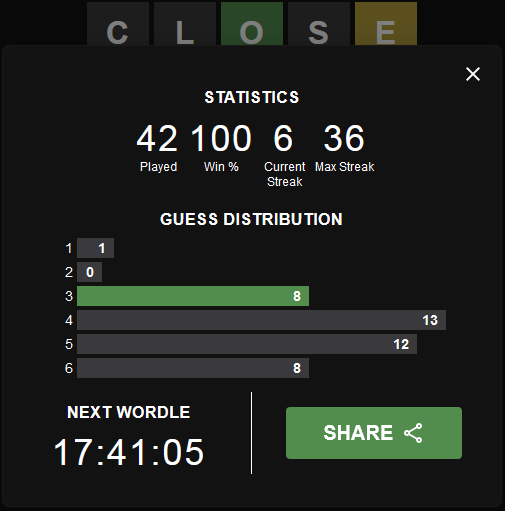 C L O S E
STATISTICS
42 100 6 36
Played Win % Current Streak Max Streak
GUESS DISTRIBUTION
1 1
2 0
3 8
4 13
5 12
6 8
NEXT WORDLE
17:41:05
SHARE